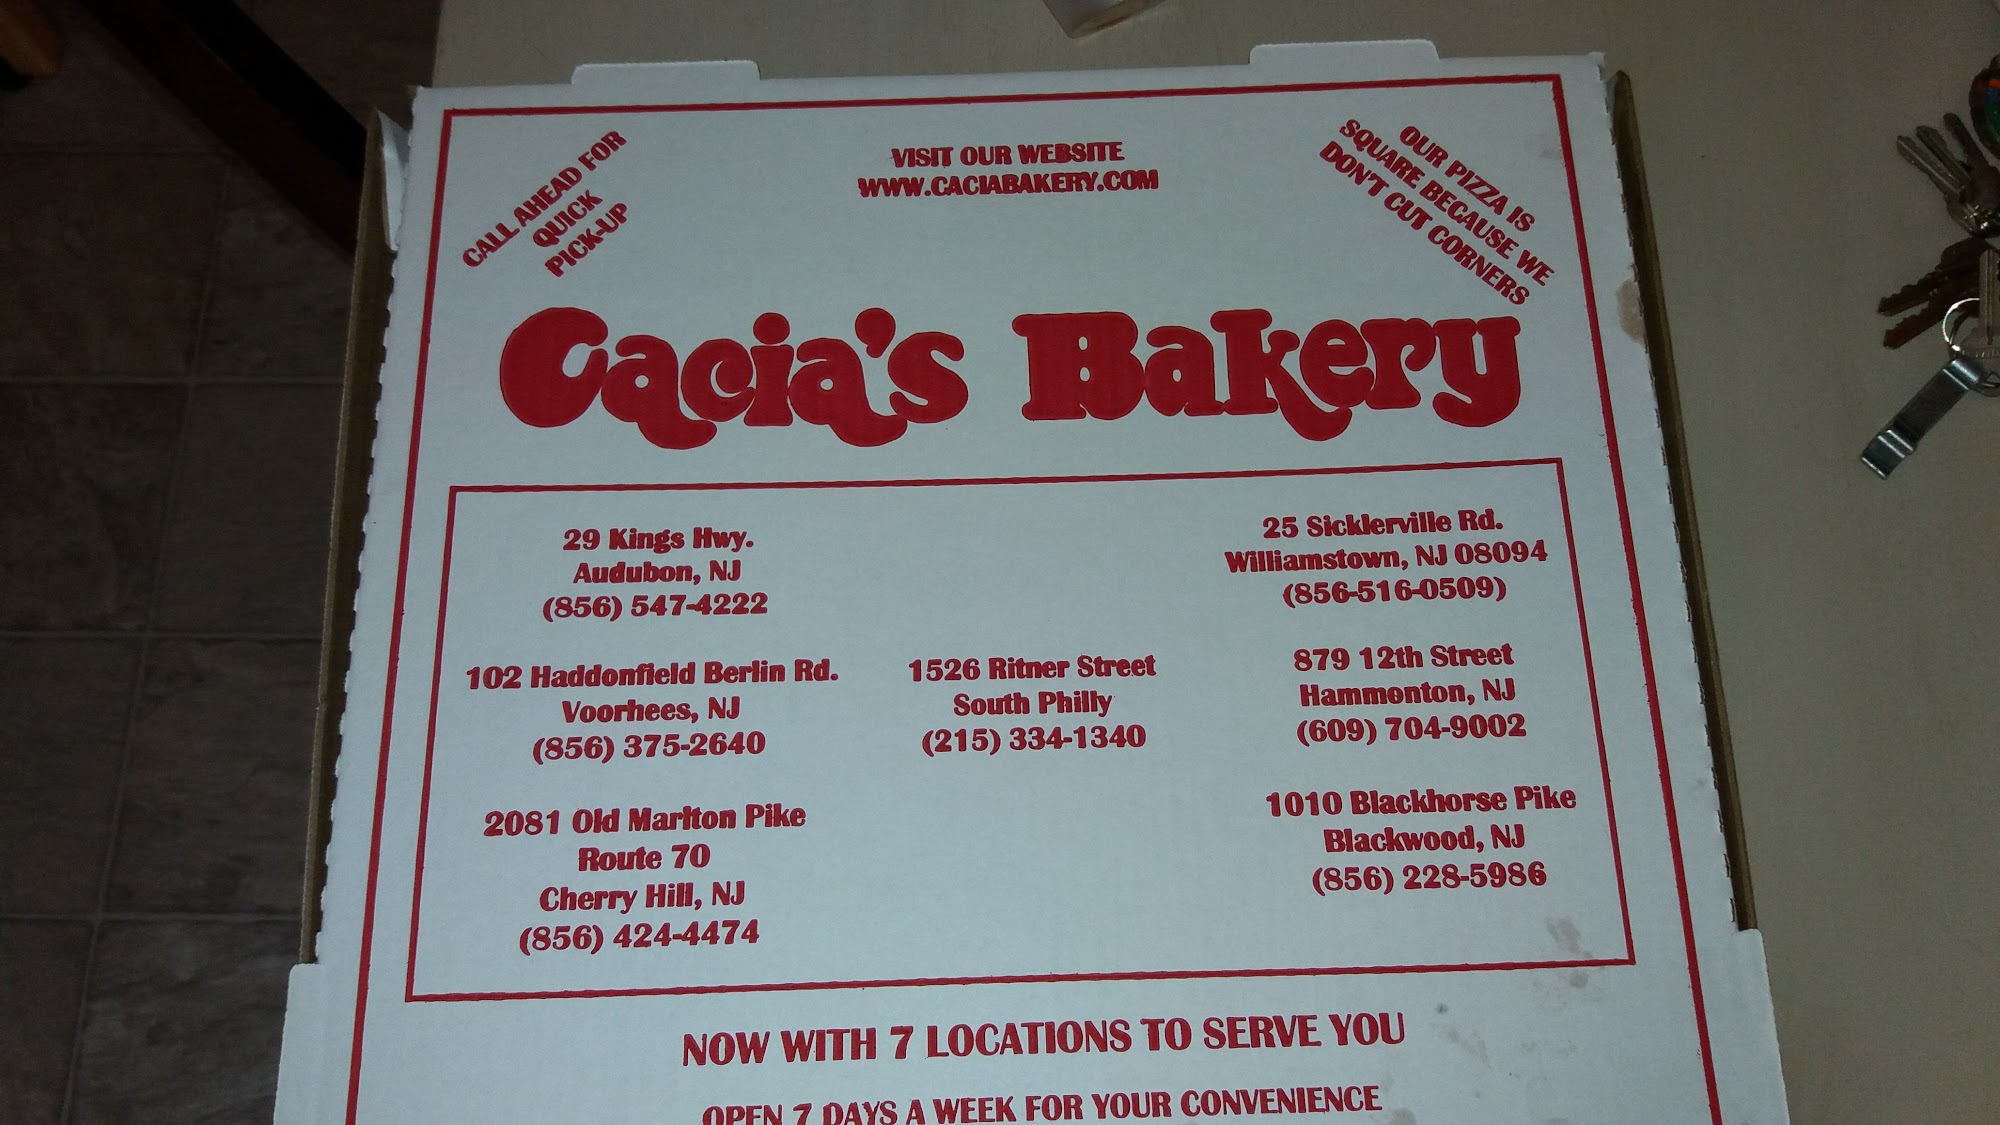 CALL AHEAD FOR
QUICK
PICK-UP
VISIT OUR WEBSITE
WWW.CACIABAKERY.COM
OUR PIZZA IS
SQUARE BECAUSE WE
DON'T CUT CORNERS
Cacia's Bakery
29 Kings Hwy.
Audubon, NJ
(856) 547-4222
102 Haddonfield Berlin Rd.
Voorhees, NJ
(856) 375-2640
2081 Old Marlton Pike
Route 70
Cherry Hill, NJ
(856) 424-4474
1526 Ritner Street
South Philly
(215) 334-1340
25 Sicklerville Rd.
Williamstown, NJ 08094
(856-516-0509)
879 12th Street
Hammonton, NJ
(609) 704-9002
1010 Blackhorse Pike
Blackwood, NJ
(856) 228-5986
NOW WITH 7 LOCATIONS TO SERVE YOU
OPEN 7 DAYS A WEEK FOR YOUR CONVENIENCE